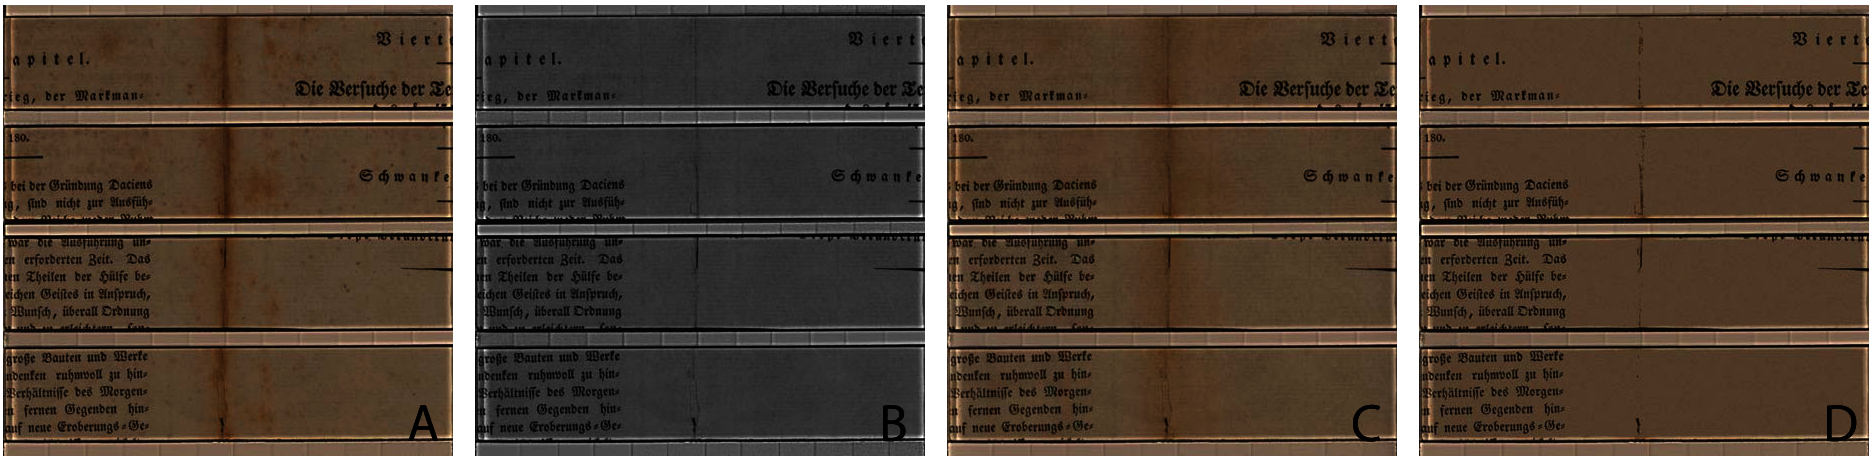 Viert
apitel.
Die Verſuche der Te
rieg, der Markman⸗
180.
Schwanke
bei der Gründung Daciens
g, ſind nicht zur Ausfüh⸗
war die Ausführung un⸗
en erforderten Zeit. Das
en Theilen der Hülfe be⸗
eichen Geiſtes in Anſpruch,
Wunſch, überall Ordnung
große Bauten und Werke
ndenken ruhmvoll zu hin⸗
Verhältniſſe des Morgen⸗
n fernen Gegenden hin⸗
auf neue Eroberungs⸗Ge⸗
A
Viert
apitel.
Die Verſuche der Te
rieg, der Markman⸗
180.
Schwanke
bei der Gründung Daciens
g, ſind nicht zur Ausfüh⸗
war die Ausführung un⸗
en erforderten Zeit. Das
en Theilen der Hülfe be⸗
eichen Geiſtes in Anſpruch,
Wunſch, überall Ordnung
große Bauten und Werke
ndenken ruhmvoll zu hin⸗
Verhältniſſe des Morgen⸗
n fernen Gegenden hin⸗
auf neue Eroberungs⸗Ge⸗
B
Viert
apitel.
Die Verſuche der Te
rieg, der Markman⸗
180.
Schwanke
bei der Gründung Daciens
g, ſind nicht zur Ausfüh⸗
war die Ausführung un⸗
en erforderten Zeit. Das
en Theilen der Hülfe be⸗
eichen Geiſtes in Anſpruch,
Wunſch, überall Ordnung
große Bauten und Werke
ndenken ruhmvoll zu hin⸗
Verhältniſſe des Morgen⸗
n fernen Gegenden hin⸗
auf neue Eroberungs⸗Ge⸗
C
Viert
apitel.
Die Verſuche der Te
rieg, der Markman⸗
180.
Schwanke
bei der Gründung Daciens
g, ſind nicht zur Ausfüh⸗
war die Ausführung un⸗
en erforderten Zeit. Das
en Theilen der Hülfe be⸗
eichen Geiſtes in Anſpruch,
Wunſch, überall Ordnung
große Bauten und Werke
ndenken ruhmvoll zu hin⸗
Verhältniſſe des Morgen⸗
n fernen Gegenden hin⸗
auf neue Eroberungs⸗Ge⸗
D